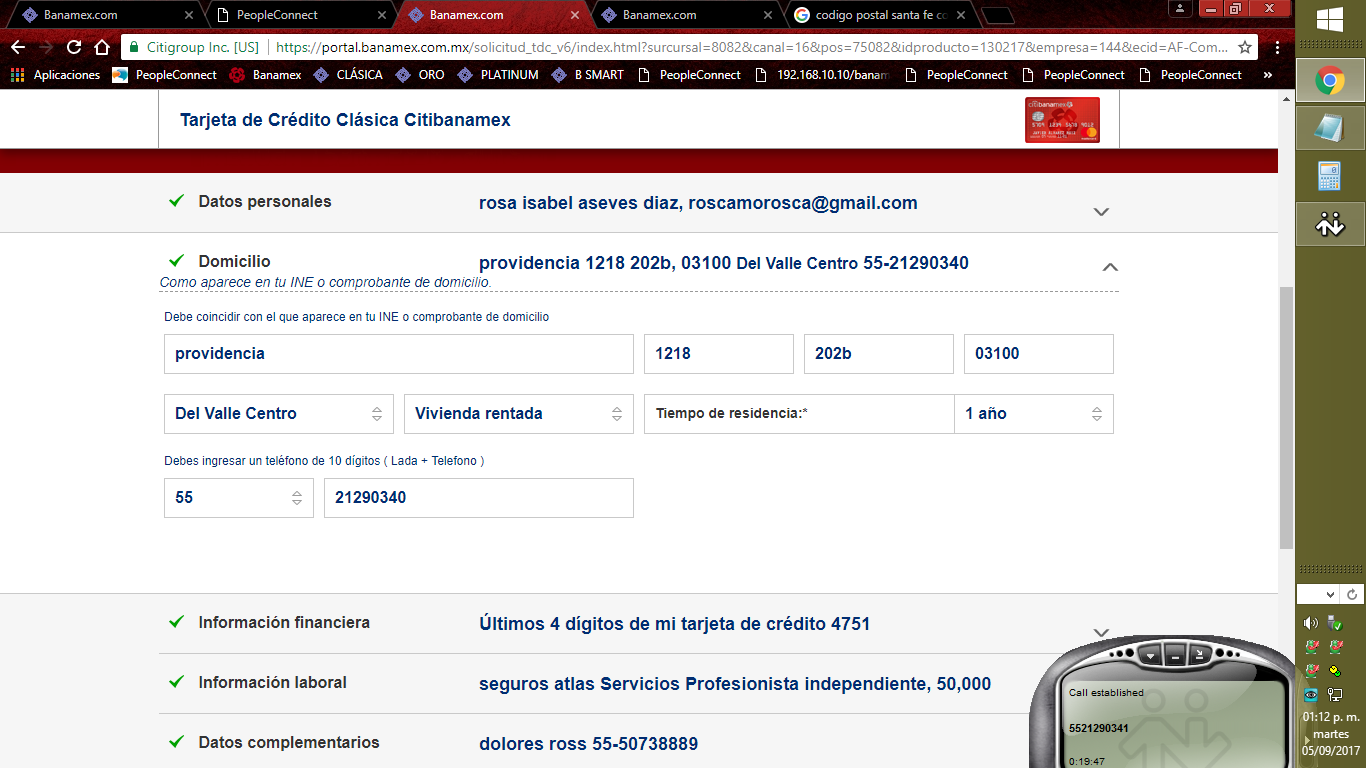 Banamex.com
PeopleConnect
Banamex.com
Banamex.com
codigo postal santa fe
Citigroup Inc. [US] https://portal.banamex.com.mx/solicitud_tdc_v6/index.html?surcursal=8082&canal=16&pos=75082&idproducto=130217&empresa=144&ecid=AF-Com...
Aplicaciones PeopleConnect Banamex CLÁSICA ORO PLATINUM B SMART PeopleConnect 192.168.10.10/banam PeopleConnect PeopleConnect PeopleConnect »
Tarjeta de Crédito Clásica Citibanamex
citibanamex
Datos personales rosa isabel aseves diaz, roscamorosca@gmail.com
Domicilio providencia 1218 202b, 03100 Del Valle Centro 55-21290340
Como aparece en tu INE o comprobante de domicilio.
Debe coincidir con el que aparece en tu INE o comprobante de domicilio
providencia 1218 202b 03100
Del Valle Centro Vivienda rentada Tiempo de residencia:* 1 año
Debes ingresar un teléfono de 10 dígitos ( Lada + Telefono )
55 21290340
Información financiera Últimos 4 dígitos de mi tarjeta de crédito 4751
Información laboral seguros atlas Servicios Profesionista independiente, 50,000
Datos complementarios dolores ross 55-50738889
Call established
5521290341
0:19:47
01:12 p. m.
martes
05/09/2017